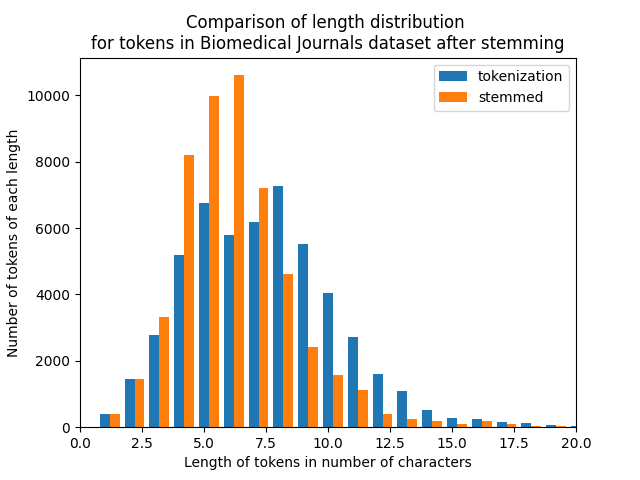 Comparison of length distribution
for tokens in Biomedical Journals dataset after stemming
tokenization
stemmed
Number of tokens of each length
10000
8000
6000
4000
2000
0
0.0 2.5 5.0 7.5 10.0 12.5 15.0 17.5 20.0
Length of tokens in number of characters